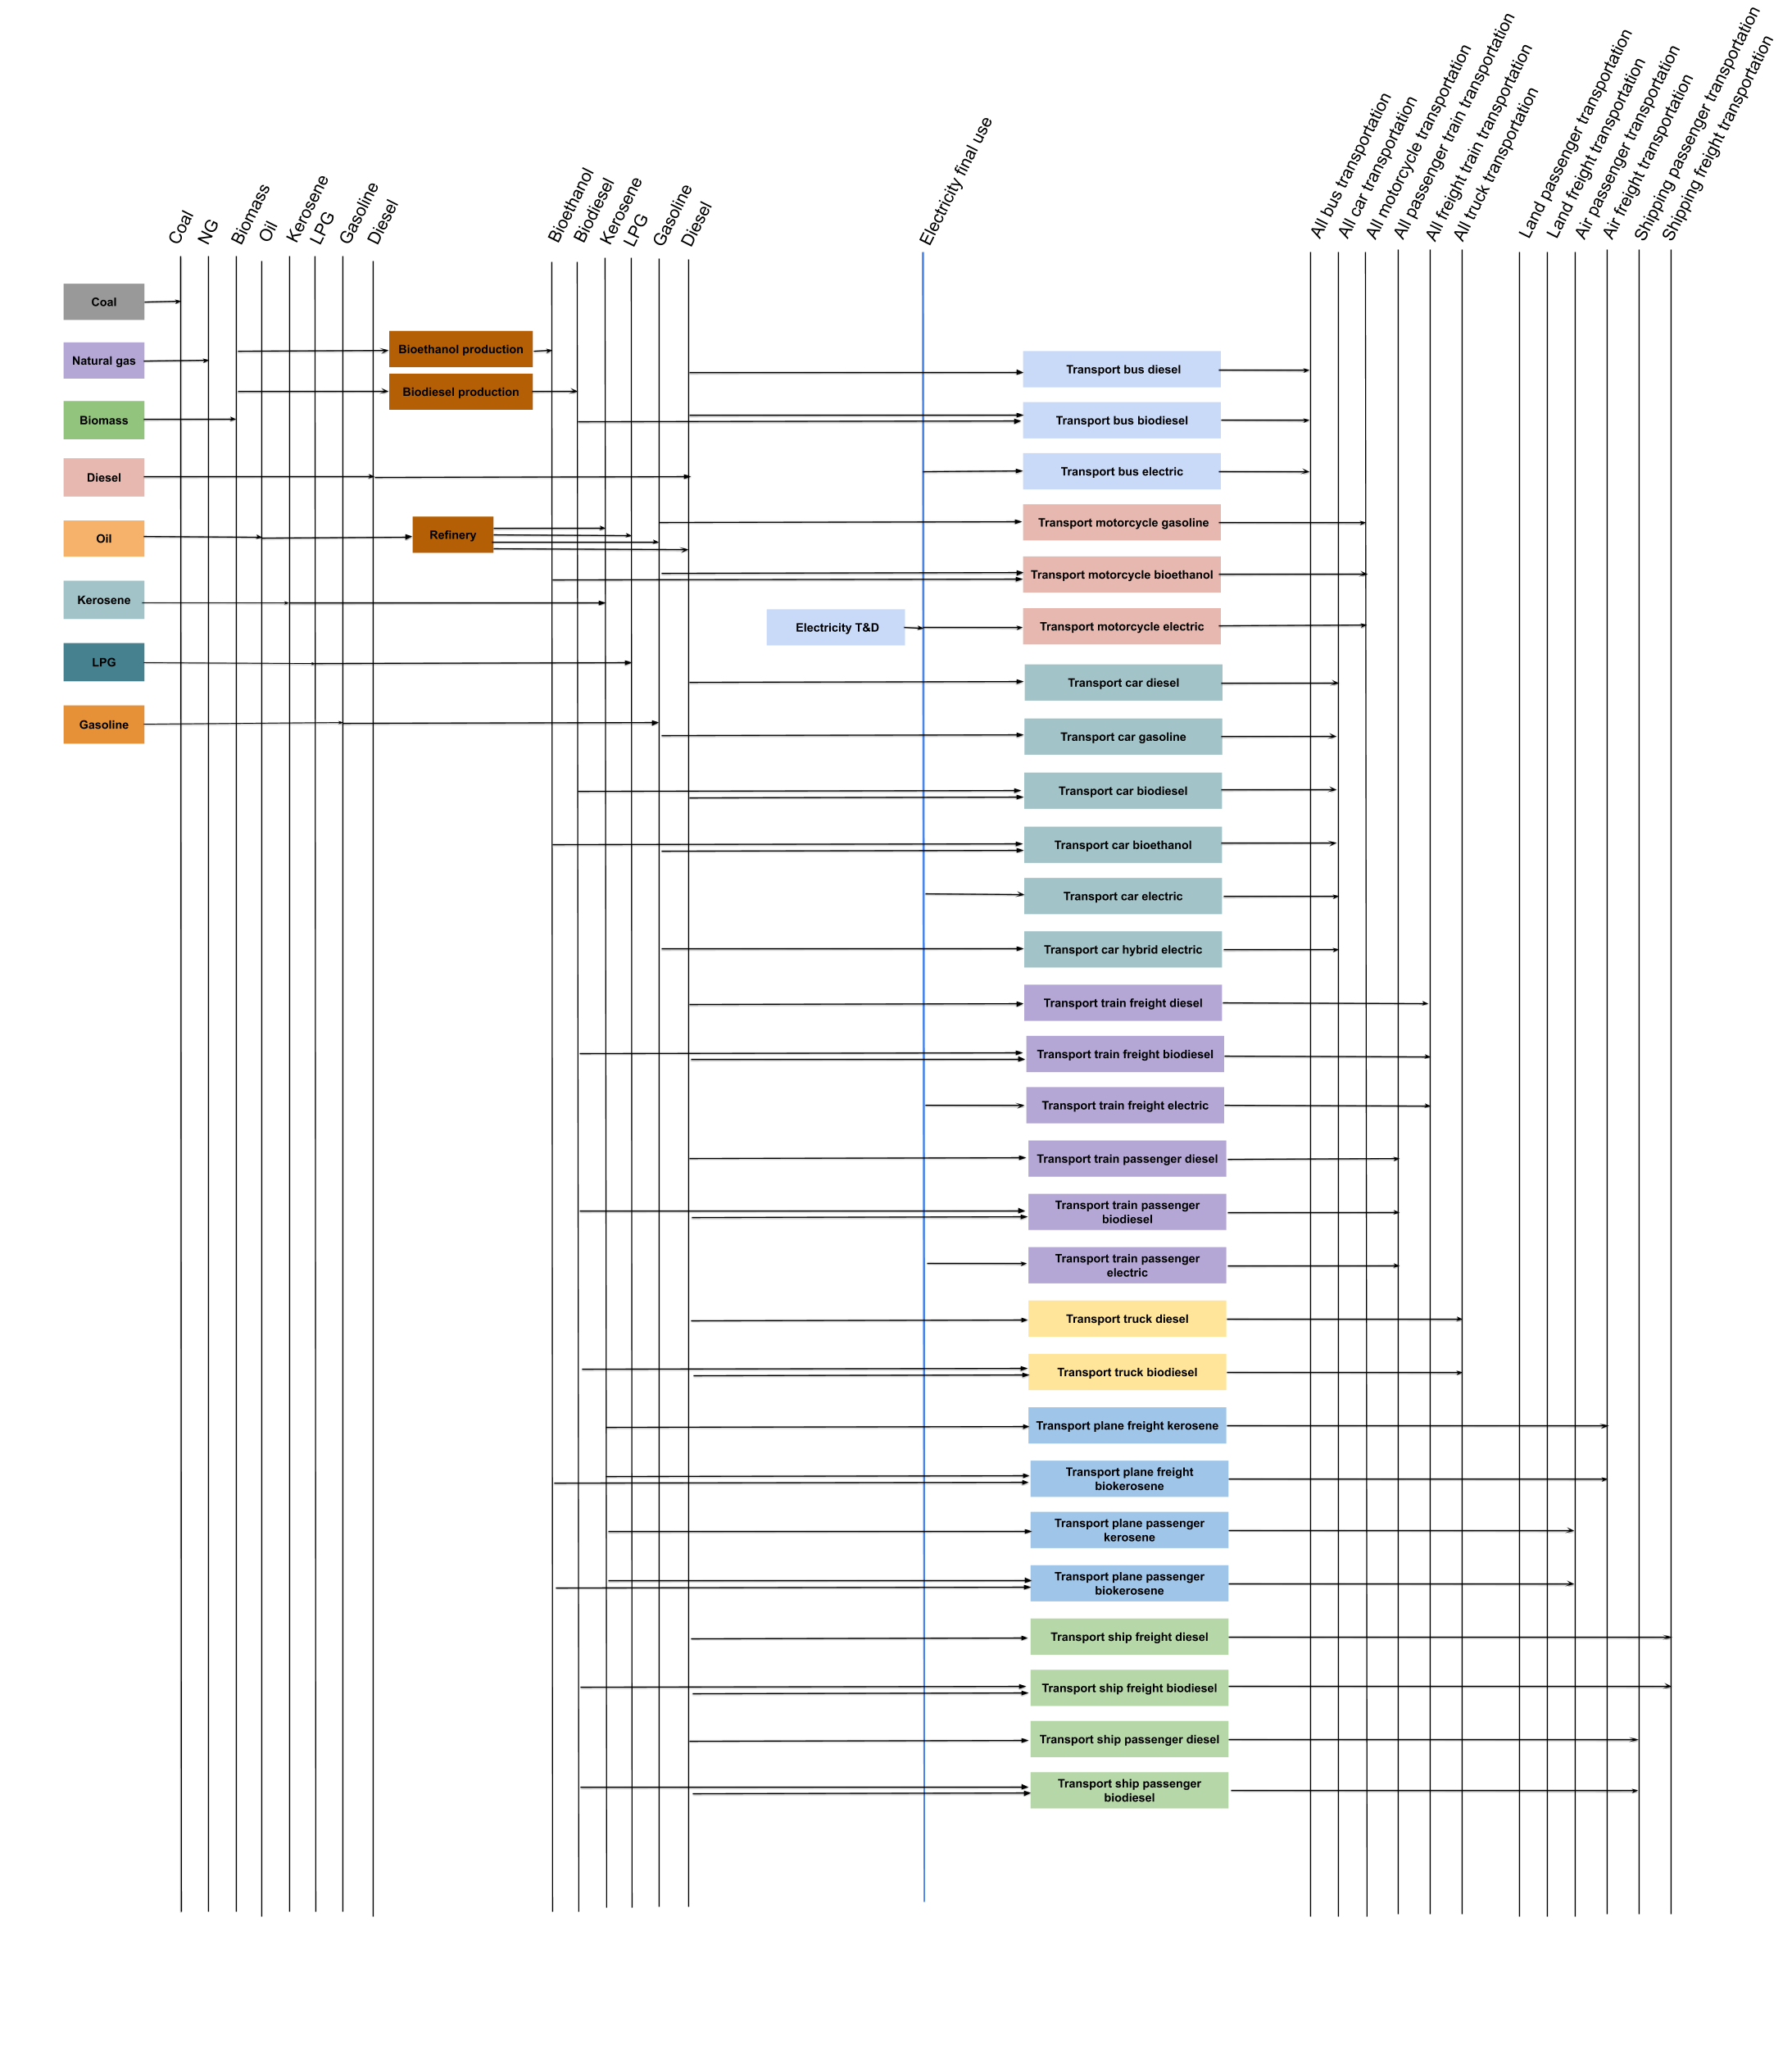 Coal
NG
Biomass
Oil
Kerosene
LPG
Gasoline
Diesel
Bioethanol
Biodiesel
Kerosene
LPG
Gasoline
Diesel
Electricity final use
All bus transportation
All car transportation
All motorcycle transportation
All passenger train transportation
All freight train transportation
All truck transportation
Land passenger transportation
Land freight transportation
Air passenger transportation
Air freight transportation
Shipping passenger transportation
Shipping freight transportation
Coal
Natural gas
Biomass
Diesel
Oil
Kerosene
LPG
Gasoline
Bioethanol production
Biodiesel production
Refinery
Electricity T&D
Transport bus diesel
Transport bus biodiesel
Transport bus electric
Transport motorcycle gasoline
Transport motorcycle bioethanol
Transport motorcycle electric
Transport car diesel
Transport car gasoline
Transport car biodiesel
Transport car bioethanol
Transport car electric
Transport car hybrid electric
Transport train freight diesel
Transport train freight biodiesel
Transport train freight electric
Transport train passenger diesel
Transport train passenger
biodiesel
Transport train passenger
electric
Transport truck diesel
Transport truck biodiesel
Transport plane freight kerosene
Transport plane freight
biokerosene
Transport plane passenger
kerosene
Transport plane passenger
biokerosene
Transport ship freight diesel
Transport ship freight biodiesel
Transport ship passenger diesel
Transport ship passenger
biodiesel